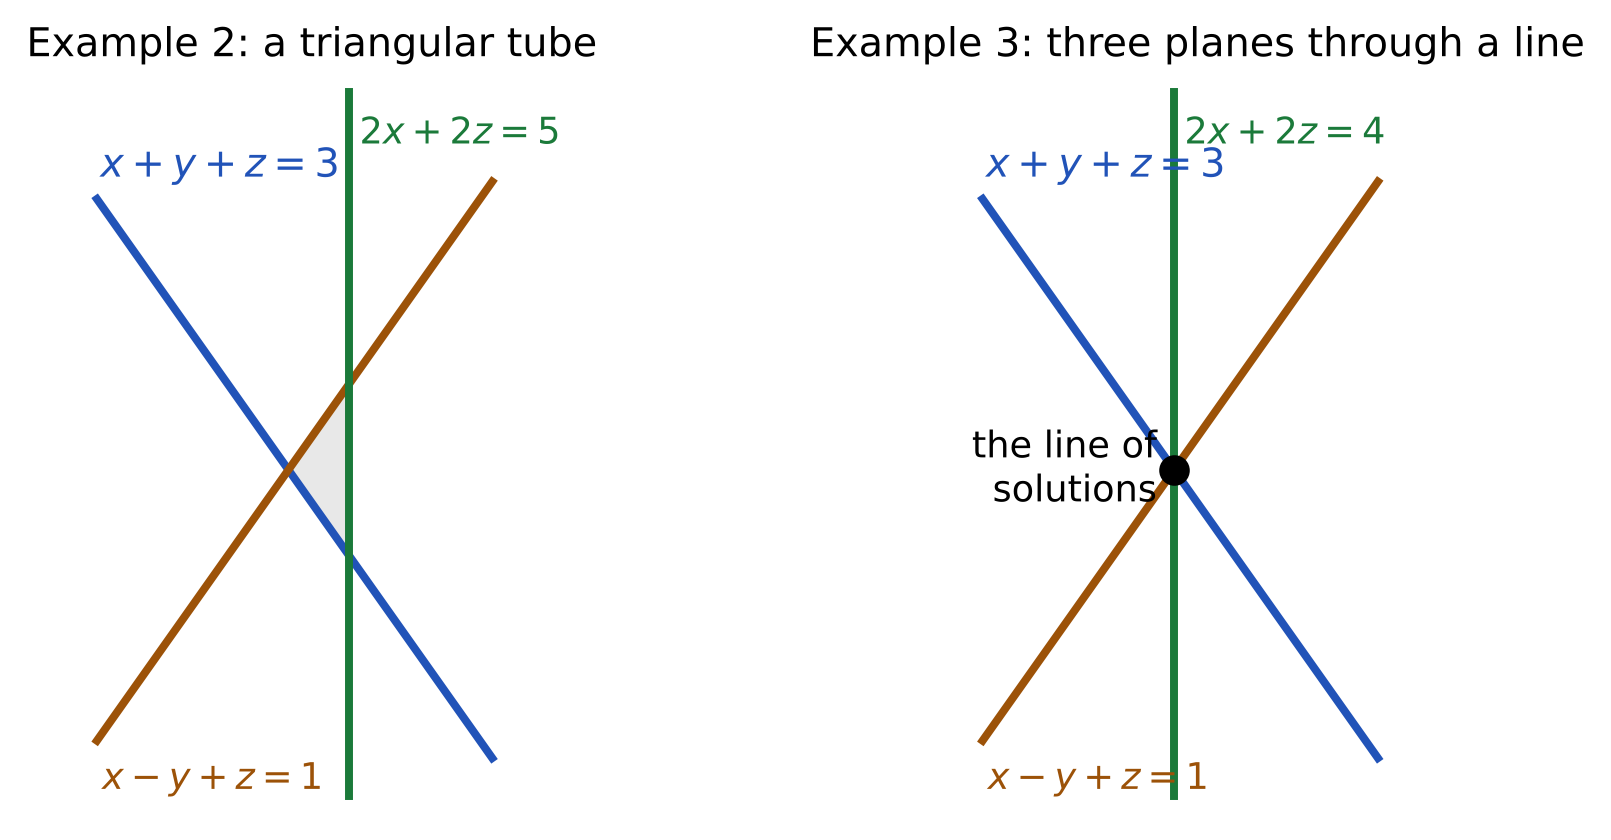 Example 2: a triangular tube
2x + 2z = 5
x + y + z = 3
x − y + z = 1
Example 3: three planes through a line
2x + 2z = 4
x + y + z = 3
the line of
solutions
x − y + z = 1